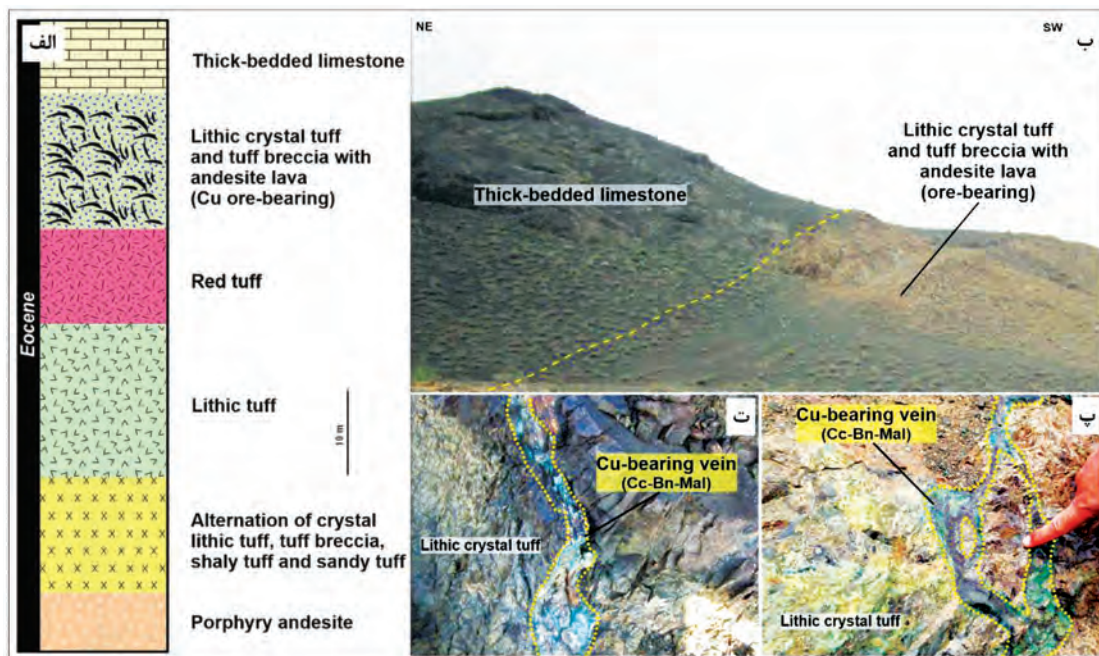 الف
Eocene
Thick-bedded limestone
Lithic crystal tuff
and tuff breccia with
andesite lava
(Cu ore-bearing)
Red tuff
Lithic tuff
10 m
Alternation of crystal
lithic tuff, tuff breccia,
shaly tuff and sandy tuff
Porphyry andesite
NE
SW
ب
Thick-bedded limestone
Lithic crystal tuff
and tuff breccia with
andesite lava
(ore-bearing)
ت
Cu-bearing vein
(Cc-Bn-Mal)
Lithic crystal tuff
پ
Cu-bearing vein
(Cc-Bn-Mal)
Lithic crystal tuff